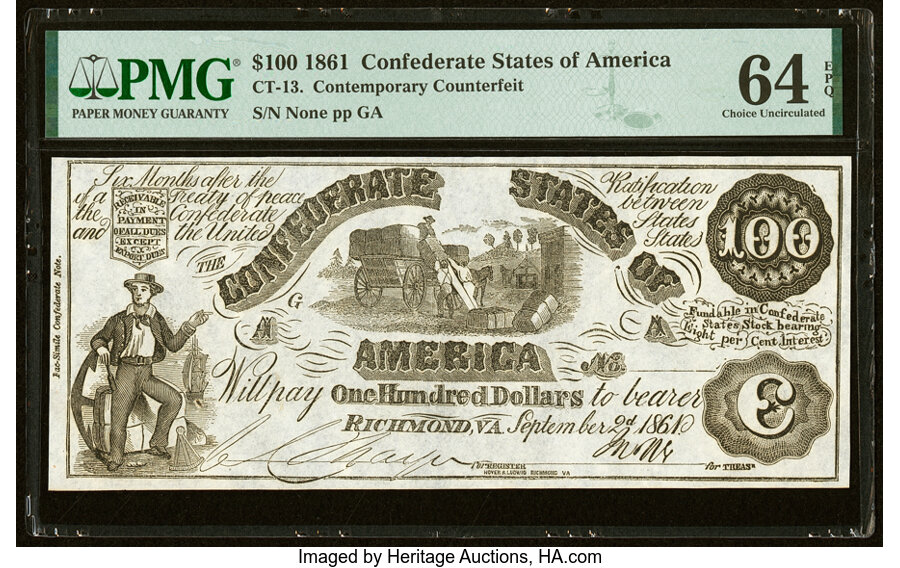 PMG®
PAPER MONEY GUARANTY
$100 1861 Confederate States of America
CT-13. Contemporary Counterfeit
S/N None pp GA
64
EPQ
Choice Uncirculated
Six Months after the Ratification
of a Treaty of peace between
the Confederate States
and the United States
RECEIVABLE
IN
PAYMENT
OF ALL DUES
EXCEPT
EXPORT DUES
THE CONFEDERATE STATES OF
AMERICA
100
G
A
A
Fundable in Confederate
States Stock bearing
Eight per Cent Interest
No.
Will pay One Hundred Dollars to bearer
RICHMOND, VA September 2d 1861
C
For REGISTER
HOYER & LUDWIG RICHMOND VA
For TREASR
Fac-Simile Confederate Note.
Imaged by Heritage Auctions, HA.com